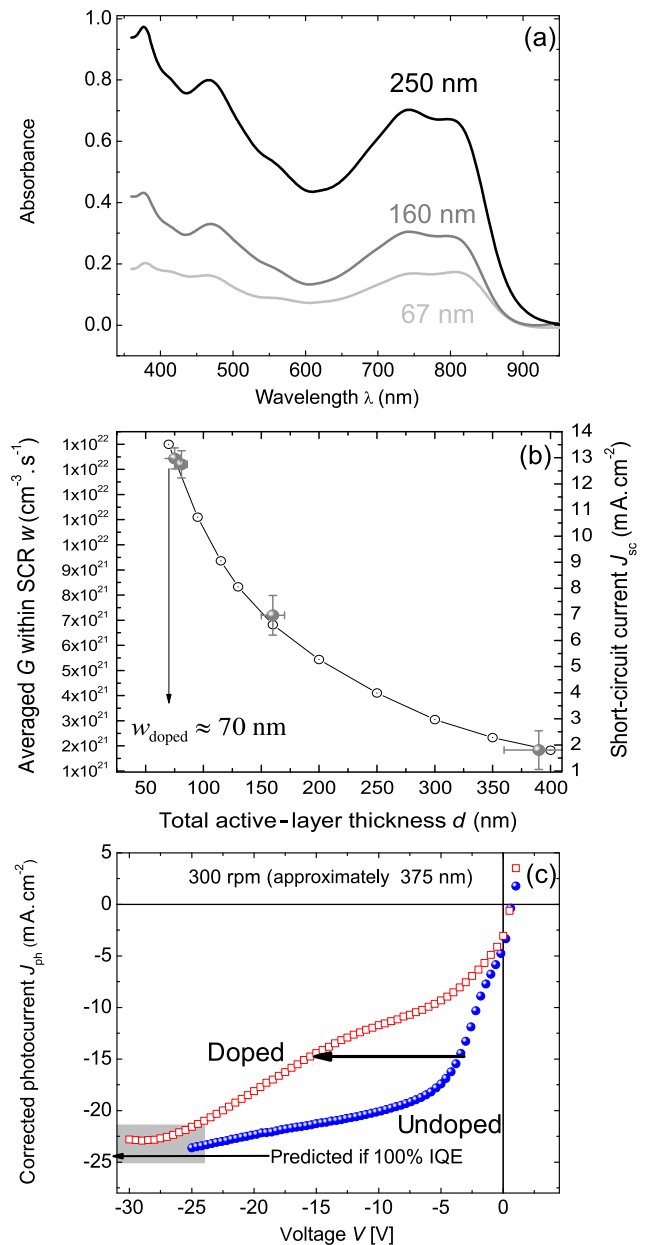 (a)
1.0
0.8
0.6
0.4
0.2
0.0
Absorbance
250 nm
160 nm
67 nm
400 500 600 700 800 900
Wavelength λ (nm)
(b)
1x10²²
1x10²²
1x10²²
1x10²²
1x10²²
9x10²¹
8x10²¹
7x10²¹
6x10²¹
5x10²¹
4x10²¹
3x10²¹
2x10²¹
1x10²¹
Averaged G within SCR w (cm⁻³.s⁻¹)
14
13
12
11
10
9
8
7
6
5
4
3
2
1
Short-circuit current Jsc (mA.cm⁻²)
w_doped ≈ 70 nm
50 100 150 200 250 300 350 400
Total active-layer thickness d (nm)
(c)
300 rpm (approximately 375 nm)
5
0
-5
-10
-15
-20
-25
Corrected photocurrent Jph (mA.cm⁻²)
Doped
Undoped
Predicted if 100% IQE
-30 -25 -20 -15 -10 -5 0
Voltage V [V]